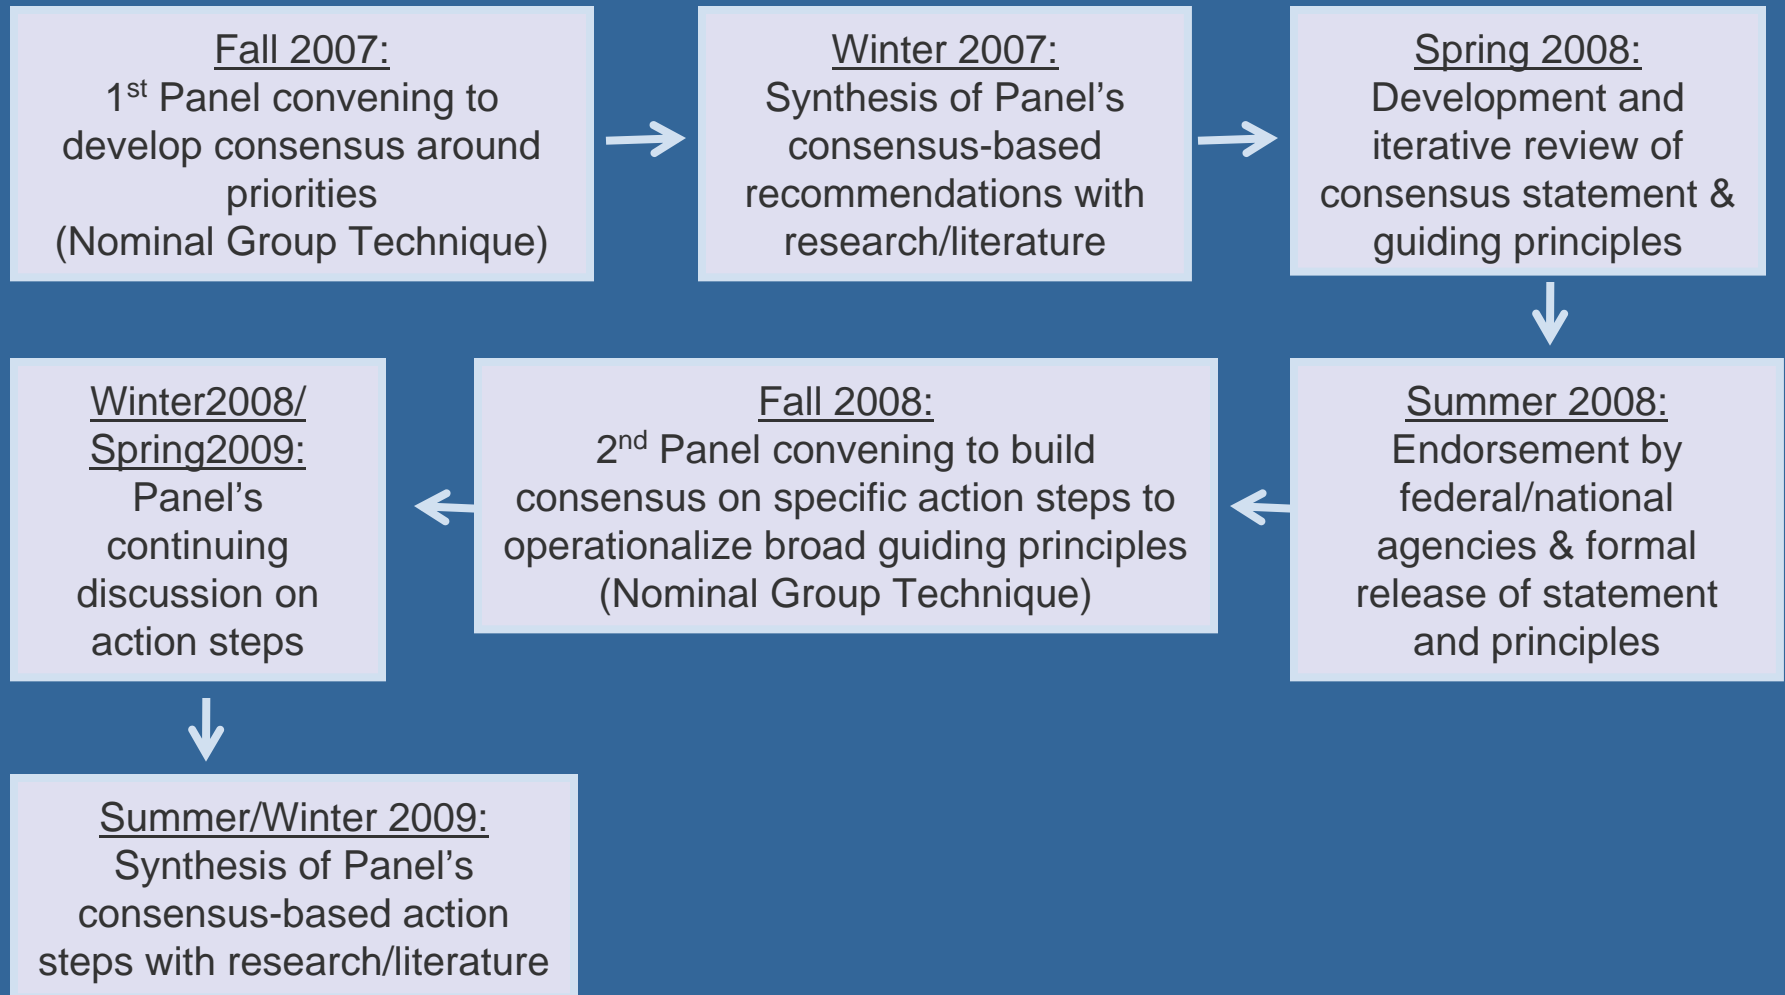 Fall 2007:
1st Panel convening to
develop consensus around
priorities
(Nominal Group Technique)
Winter 2007:
Synthesis of Panel's
consensus-based
recommendations with
research/literature
Spring 2008:
Development and
iterative review of
consensus statement &
guiding principles
Summer 2008:
Endorsement by
federal/national
agencies & formal
release of statement
and principles
Fall 2008:
2nd Panel convening to build
consensus on specific action steps to
operationalize broad guiding principles
(Nominal Group Technique)
Winter2008/
Spring2009:
Panel's
continuing
discussion on
action steps
Summer/Winter 2009:
Synthesis of Panel's
consensus-based action
steps with research/literature